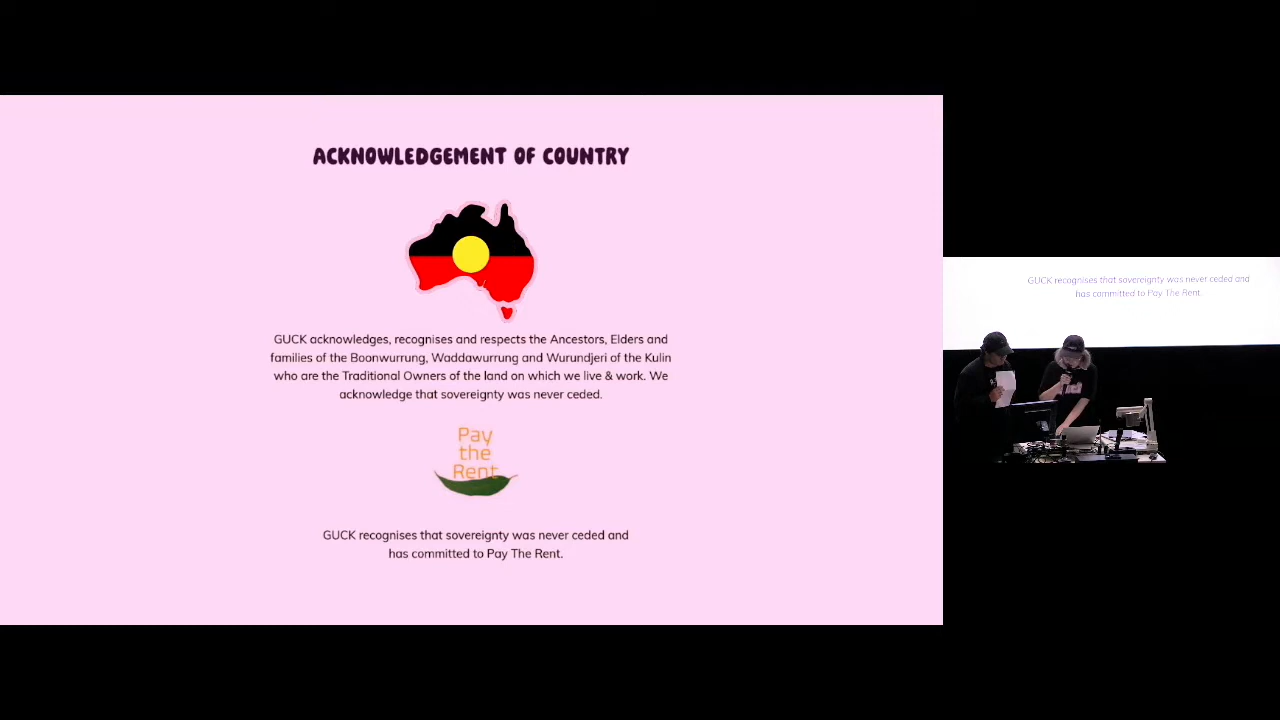 ACKNOWLEDGEMENT OF COUNTRY
GUCK acknowledges, recognises and respects the Ancestors, Elders and
families of the Boonwurrung, Waddawurrung and Wurundjeri of the Kulin
who are the Traditional Owners of the land on which we live & work. We
acknowledge that sovereignty was never ceded.
Pay
the
Rent
GUCK recognises that sovereignty was never ceded and
has committed to Pay The Rent.
GUCK recognises that sovereignty was never ceded and
has committed to Pay The Rent.